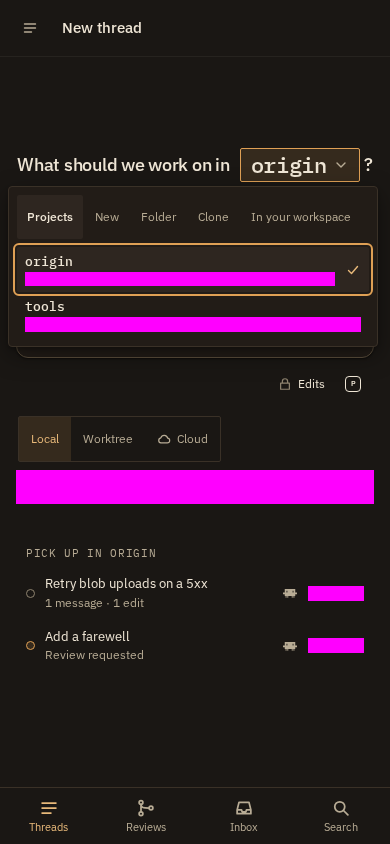 New thread
What should we work on in origin ?
Projects New Folder Clone In your workspace
origin
tools
Edits P
Local Worktree Cloud
PICK UP IN ORIGIN
Retry blob uploads on a 5xx
1 message · 1 edit
Add a farewell
Review requested
Threads Reviews Inbox Search